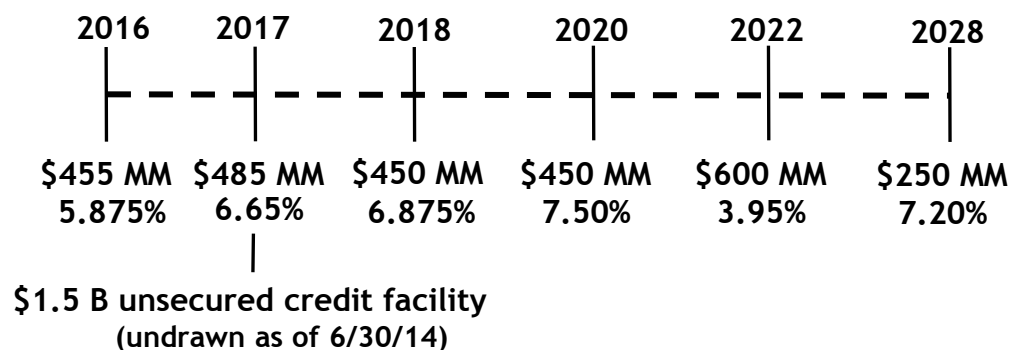 2016 2017 2018 2020 2022 2028
$455 MM $485 MM $450 MM $450 MM $600 MM $250 MM
5.875% 6.65% 6.875% 7.50% 3.95% 7.20%
$1.5 B unsecured credit facility
(undrawn as of 6/30/14)